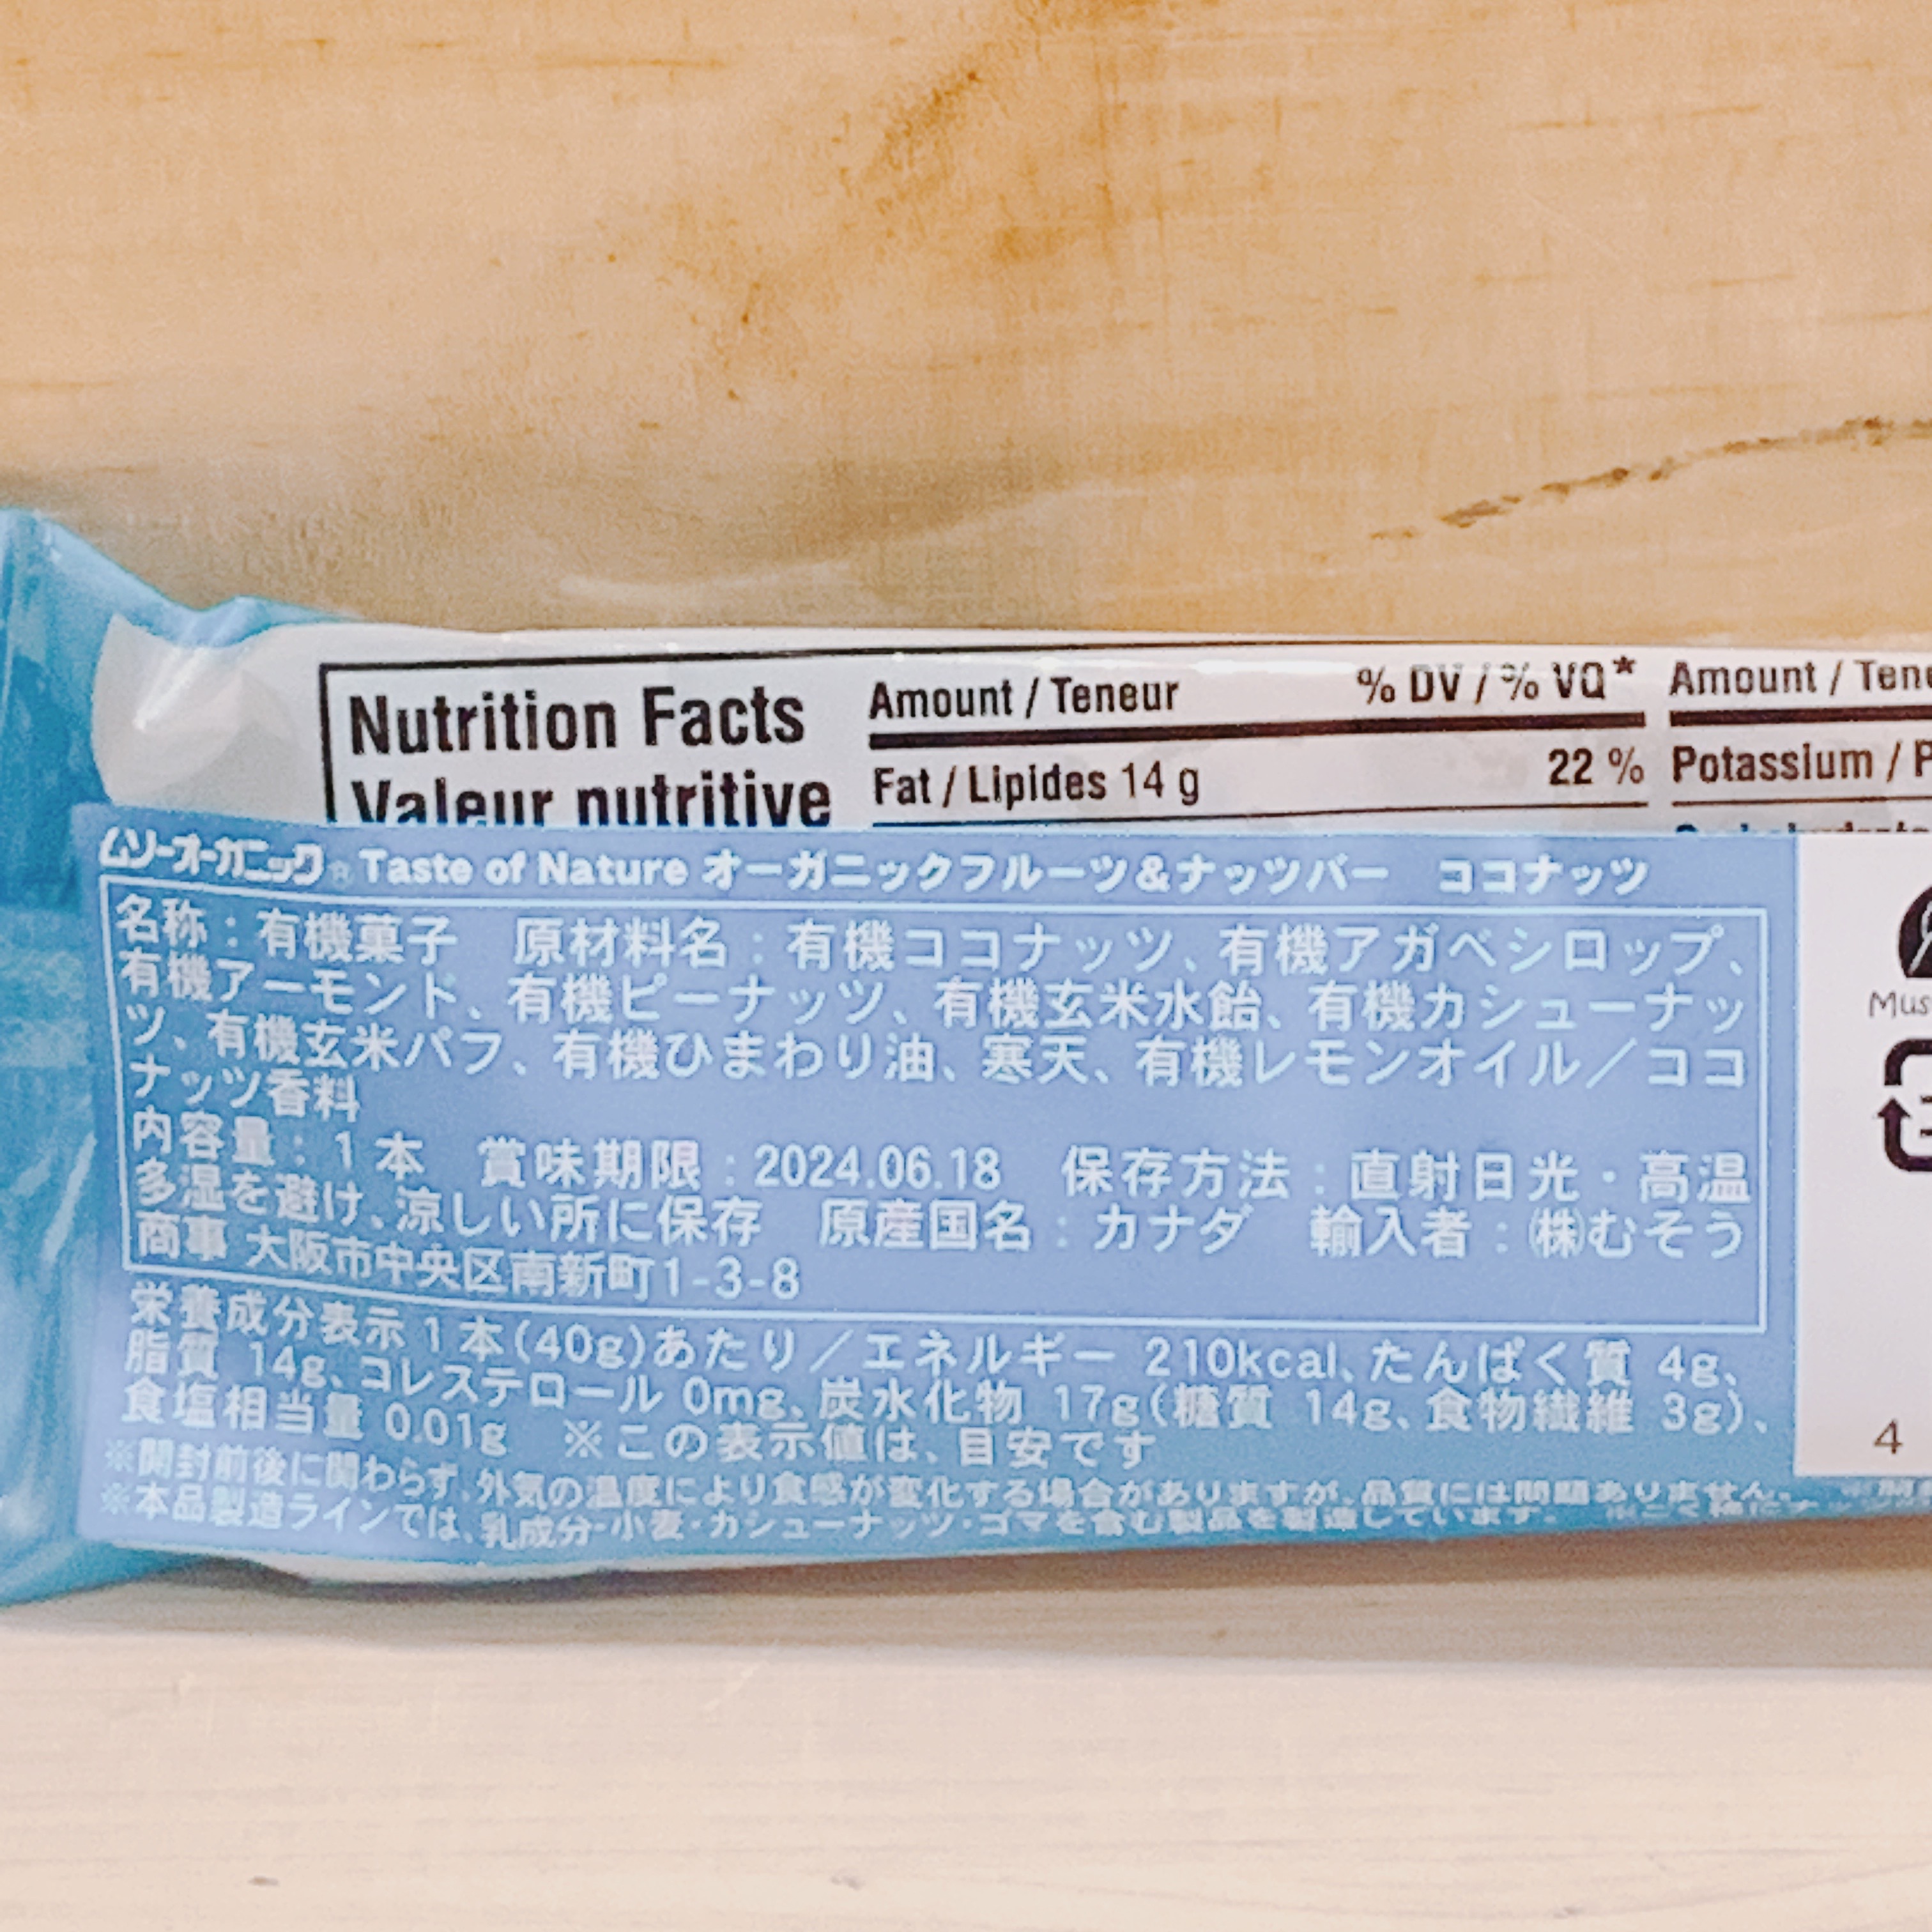 Nutrition Facts
Valeur nutritive
Amount / Teneur % DV / % VQ*
Fat / Lipides 14 g 22 %
Amount / Tene
Potassium / P
ムソーオーガニック® Taste of Nature オーガニックフルーツ&ナッツバー ココナッツ
名称:有機菓子 原材料名:有機ココナッツ、有機アガベシロップ、
有機アーモンド、有機ピーナッツ、有機玄米水飴、有機カシューナッ
ツ、有機玄米パフ、有機ひまわり油、寒天、有機レモンオイル/ココ
ナッツ香料
内容量:1本 賞味期限:2024.06.18 保存方法:直射日光・高温
多湿を避け、涼しい所に保存 原産国名:カナダ 輸入者:㈱むそう
商事 大阪市中央区南新町1-3-8
栄養成分表示 1本(40g)あたり/エネルギー 210kcal、たんぱく質 4g、
脂質 14g、コレステロール 0mg、炭水化物 17g(糖質 14g、食物繊維 3g)、
食塩相当量 0.01g ※この表示値は、目安です
※開封前後に関わらず、外気の温度により食感が変化する場合がありますが、品質には問題ありません。
※本品製造ラインでは、乳成分・小麦・カシューナッツ・ゴマを含む製品を製造しています。
Mus
4